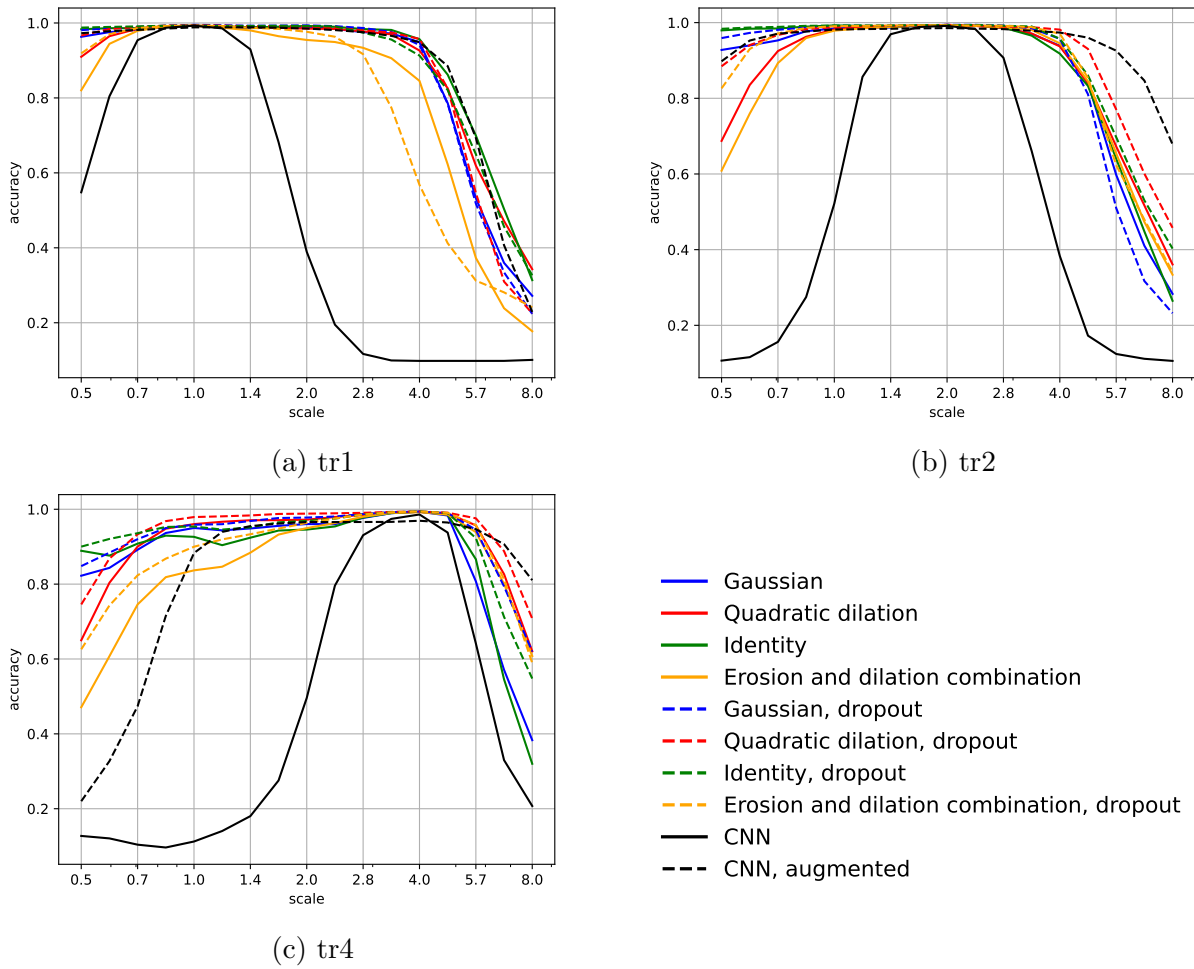 1.0
0.8
0.6
0.4
0.2
accuracy
0.5 0.7 1.0 1.4 2.0 2.8 4.0 5.7 8.0
scale
(a) tr1
1.0
0.8
0.6
0.4
0.2
accuracy
0.5 0.7 1.0 1.4 2.0 2.8 4.0 5.7 8.0
scale
(b) tr2
1.0
0.8
0.6
0.4
0.2
accuracy
0.5 0.7 1.0 1.4 2.0 2.8 4.0 5.7 8.0
scale
(c) tr4
Gaussian
Quadratic dilation
Identity
Erosion and dilation combination
Gaussian, dropout
Quadratic dilation, dropout
Identity, dropout
Erosion and dilation combination, dropout
CNN
CNN, augmented